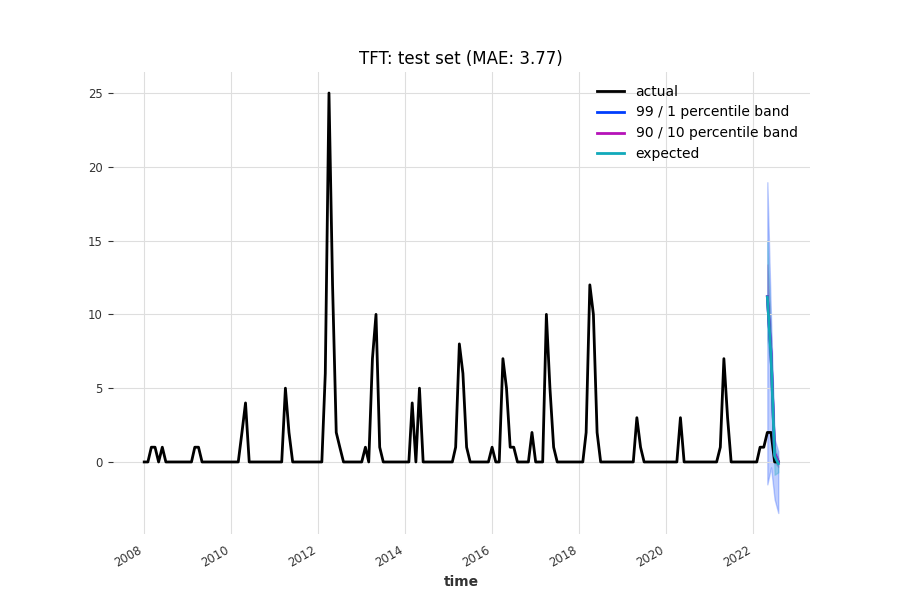 TFT: test set (MAE: 3.77)
actual
99 / 1 percentile band
90 / 10 percentile band
expected
25
20
15
10
5
0
2008
2010
2012
2014
2016
2018
2020
2022
time